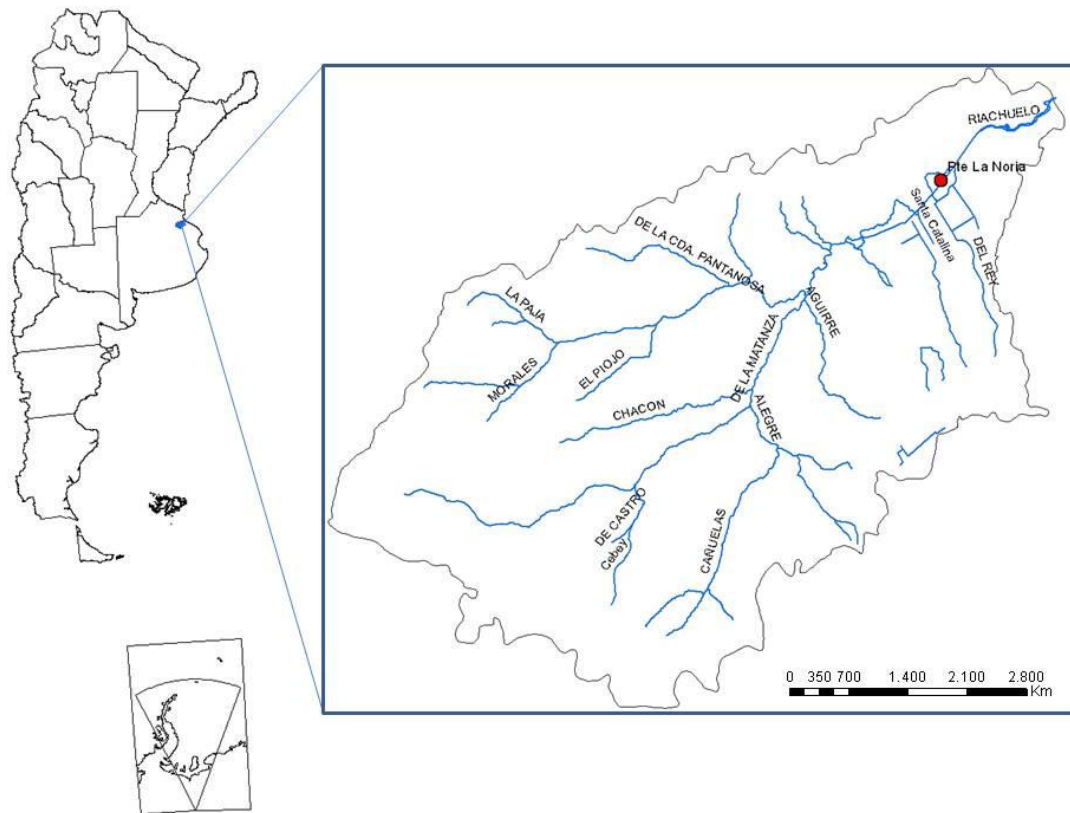 RIACHUELO
Pte La Noria
Santa Catalina
DEL REY
DE LA CDA. PANTANOSA
AGUIRRE
LA PAJA
DE LA MATANZA
MORALES
EL PIOJO
CHACON
ALEGRE
DE CASTRO
Cebey
CAÑUELAS
0 350 700 1.400 2.100 2.800
Km